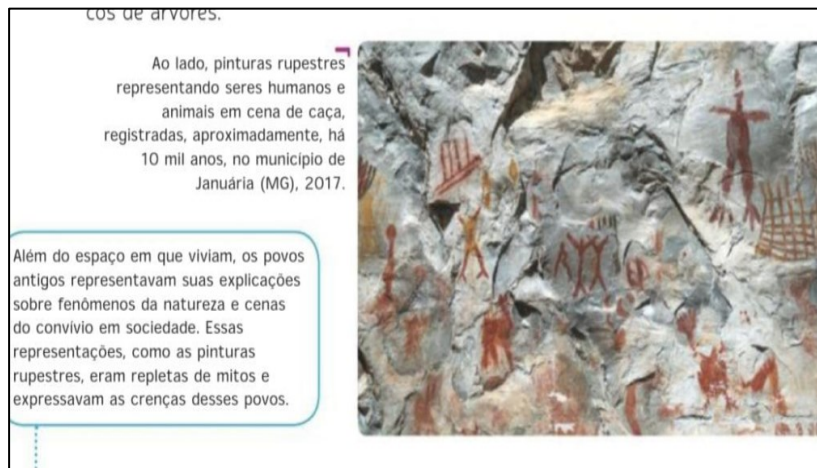 cos de árvores.
Ao lado, pinturas rupestres
representando seres humanos e
animais em cena de caça,
registradas, aproximadamente, há
10 mil anos, no município de
Januária (MG), 2017.
Além do espaço em que viviam, os povos
antigos representavam suas explicações
sobre fenômenos da natureza e cenas
do convívio em sociedade. Essas
representações, como as pinturas
rupestres, eram repletas de mitos e
expressavam as crenças desses povos.